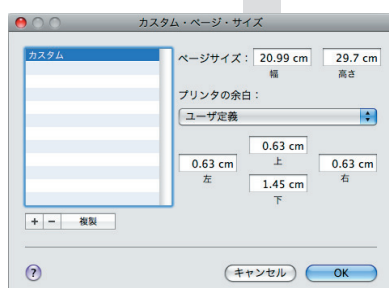 カスタム・ページ・サイズ
カスタム
ページサイズ： 20.99 cm 29.7 cm
幅 高さ
プリンタの余白：
ユーザ定義
0.63 cm
上
0.63 cm 0.63 cm
左 右
1.45 cm
下
+ − 複製
? キャンセル OK